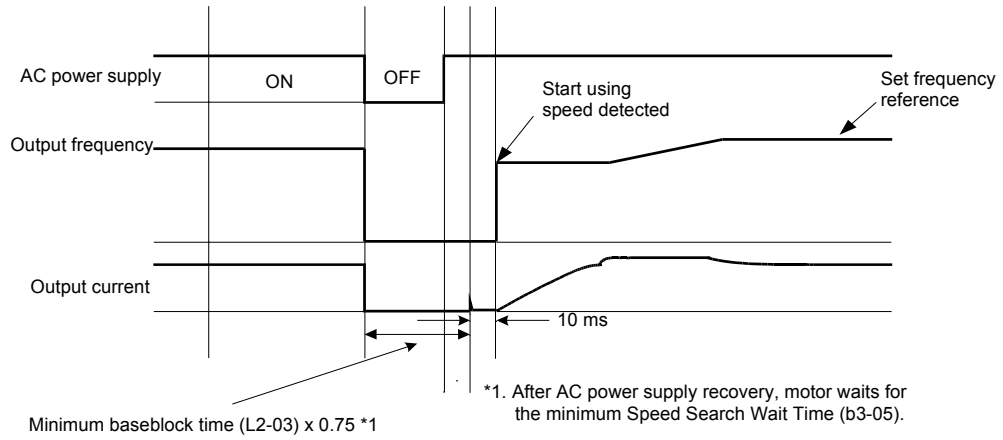 AC power supply
ON
OFF
Set frequency
reference
Start using
speed detected
Output frequency
Output current
10 ms
*1. After AC power supply recovery, motor waits for
the minimum Speed Search Wait Time (b3-05).
Minimum baseblock time (L2-03) x 0.75 *1